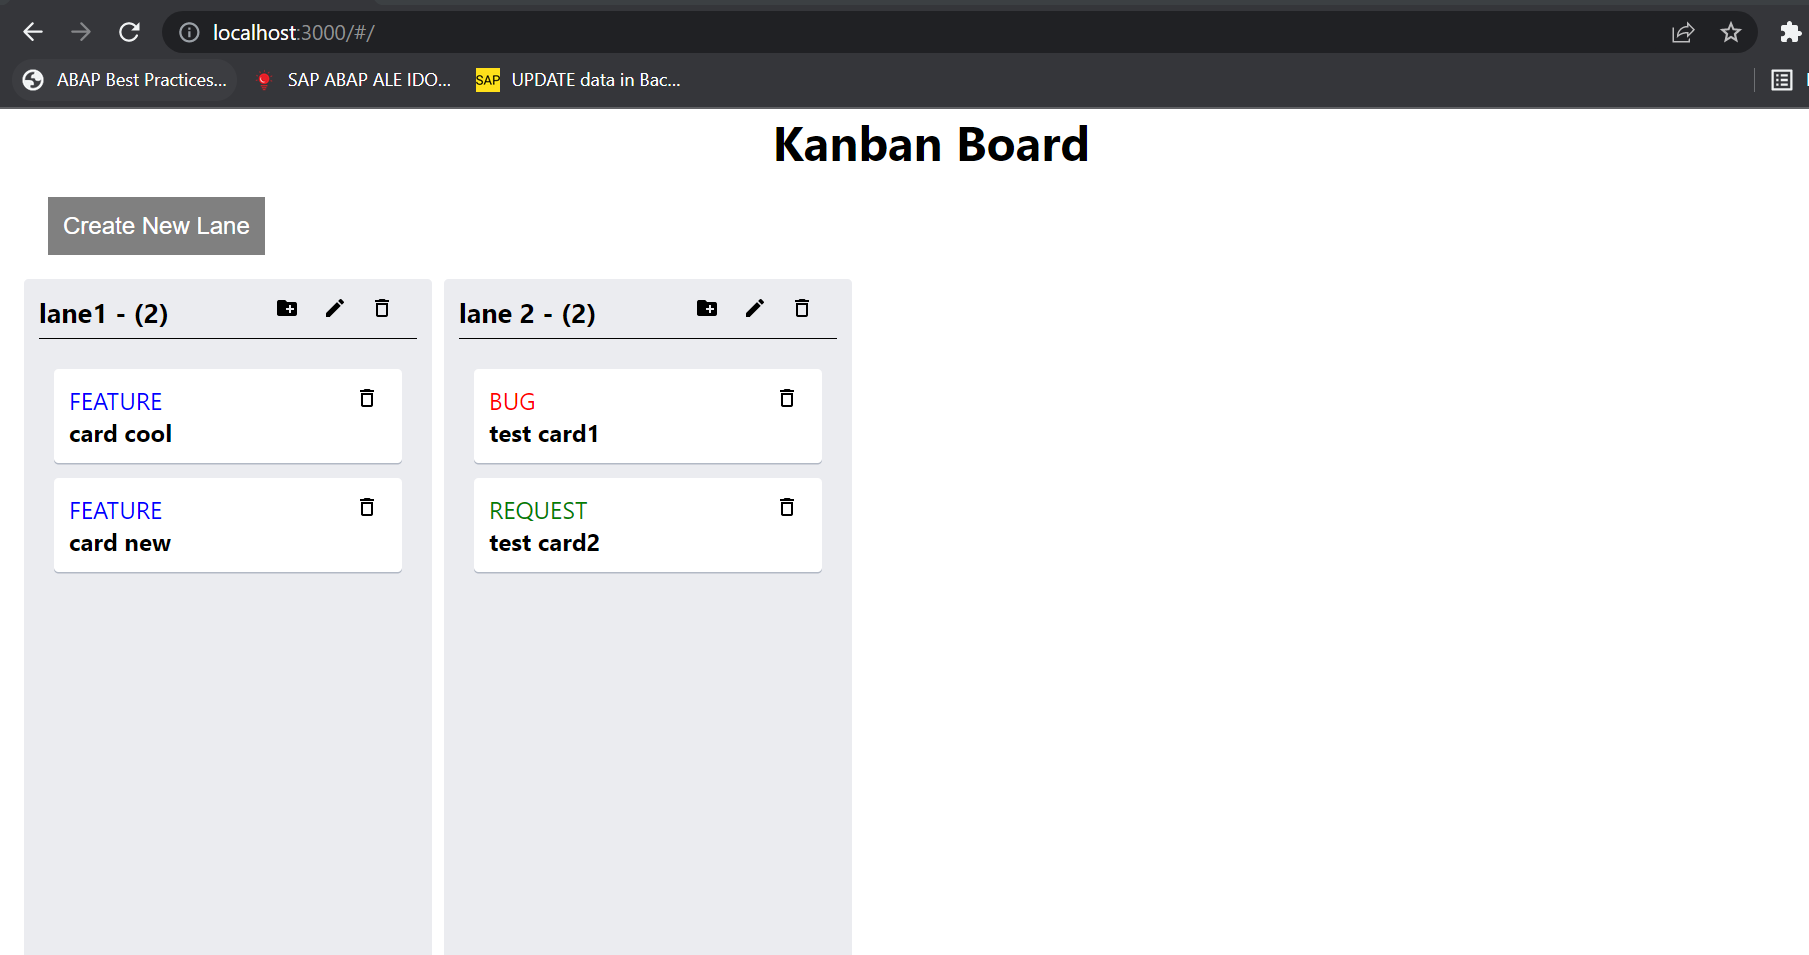 localhost:3000/#/
ABAP Best Practices...
SAP ABAP ALE IDO...
SAP
UPDATE data in Bac...
Kanban Board
Create New Lane
lane1 - (2)
FEATURE
card cool
FEATURE
card new
lane 2 - (2)
BUG
test card1
REQUEST
test card2